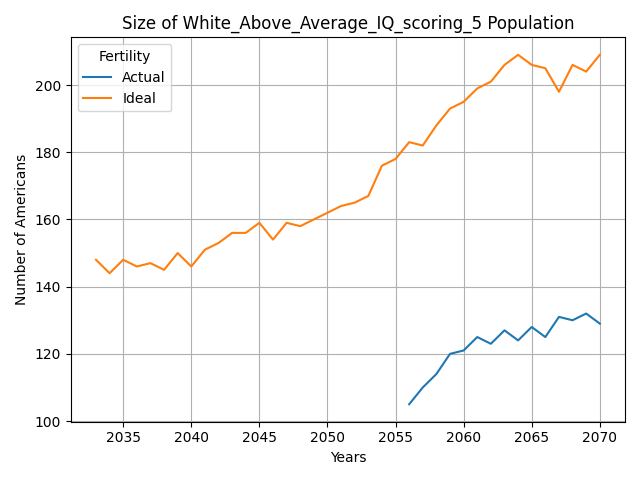 Size of White_Above_Average_IQ_scoring_5 Population
Fertility
Actual
Ideal
Number of Americans
200
180
160
140
120
100
2035 2040 2045 2050 2055 2060 2065 2070
Years